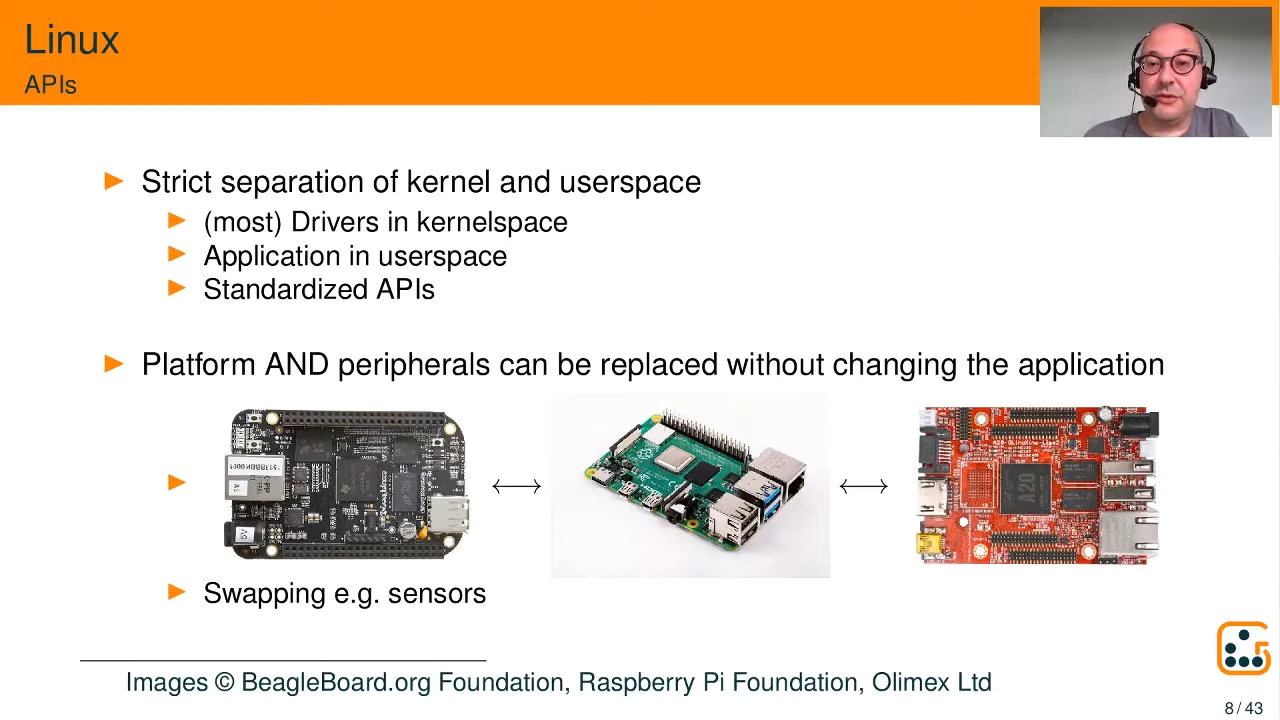 Linux
APIs
Strict separation of kernel and userspace
(most) Drivers in kernelspace
Application in userspace
Standardized APIs
Platform AND peripherals can be replaced without changing the application
A20
Swapping e.g. sensors
Images © BeagleBoard.org Foundation, Raspberry Pi Foundation, Olimex Ltd
8 / 43